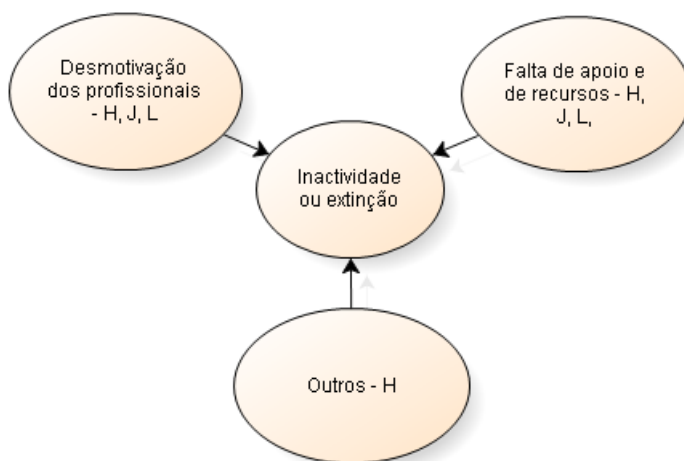 Desmotivação
dos profissionais
- H, J, L
Falta de apoio e
de recursos - H,
J, L,
Inactividade
ou extinção
Outros - H